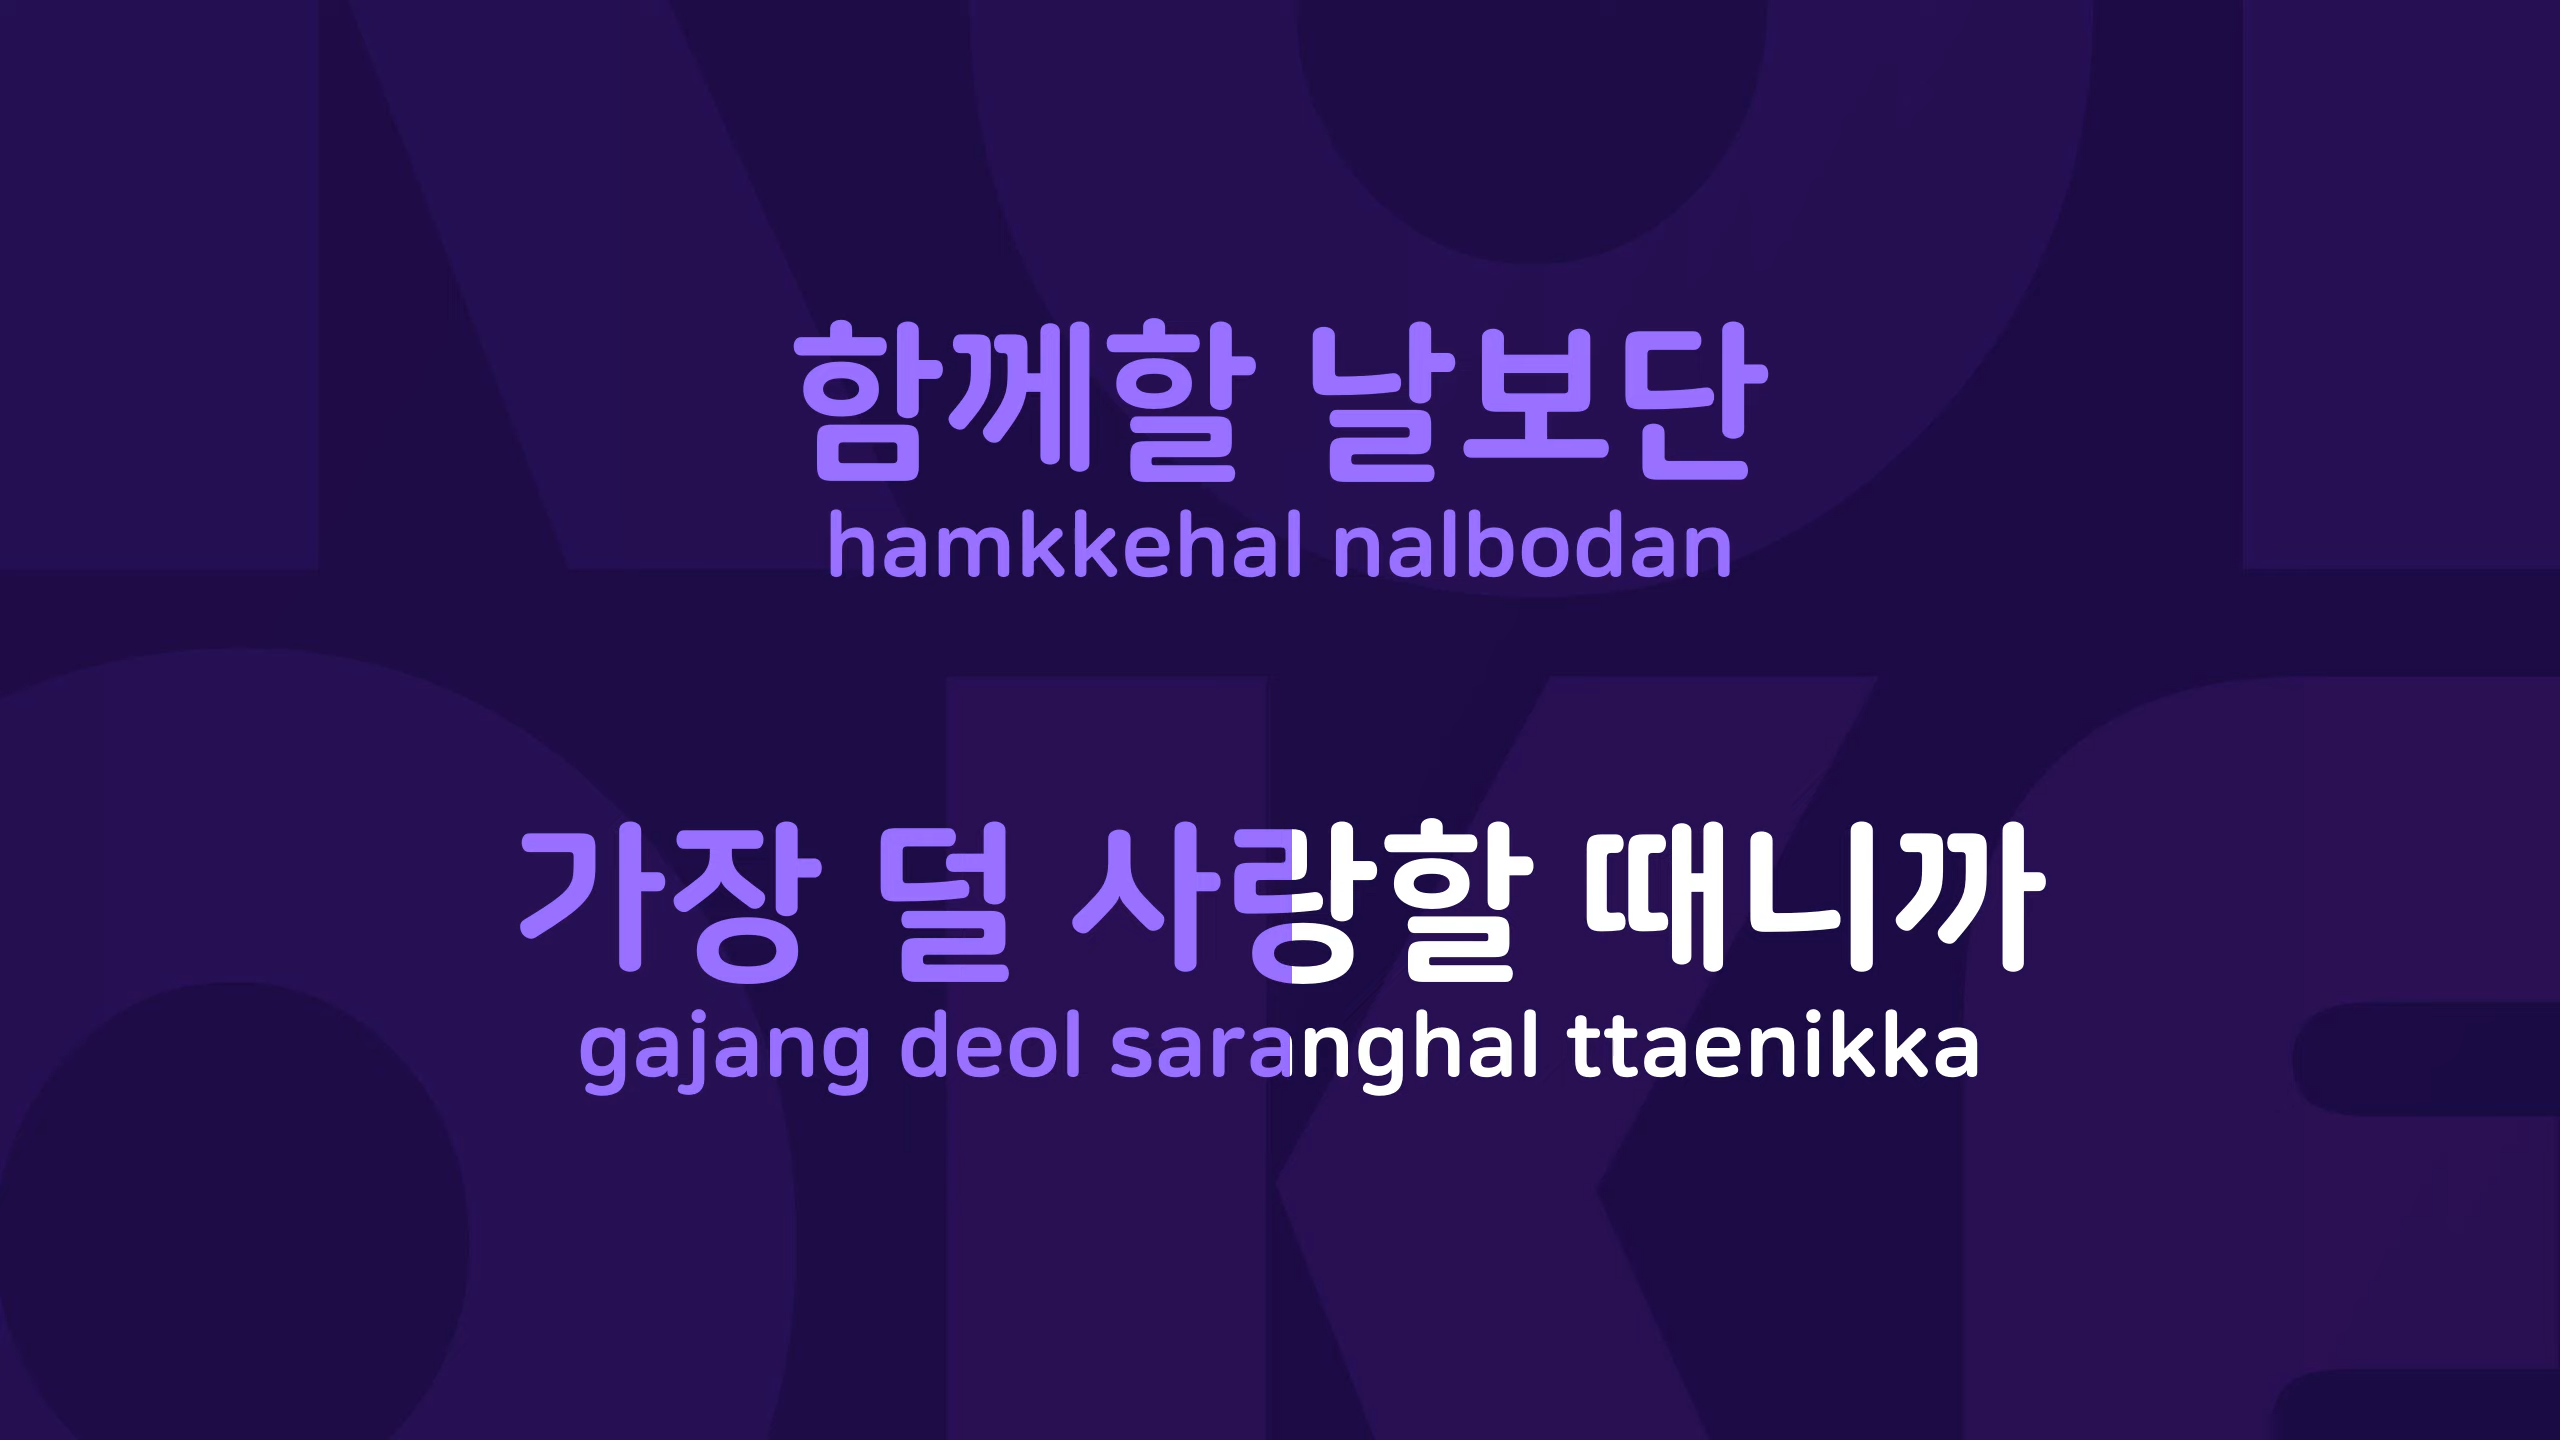 함께할 날보단
hamkkehal nalbodan
가장 덜 사랑할 때니까
gajang deol saranghal ttaenikka